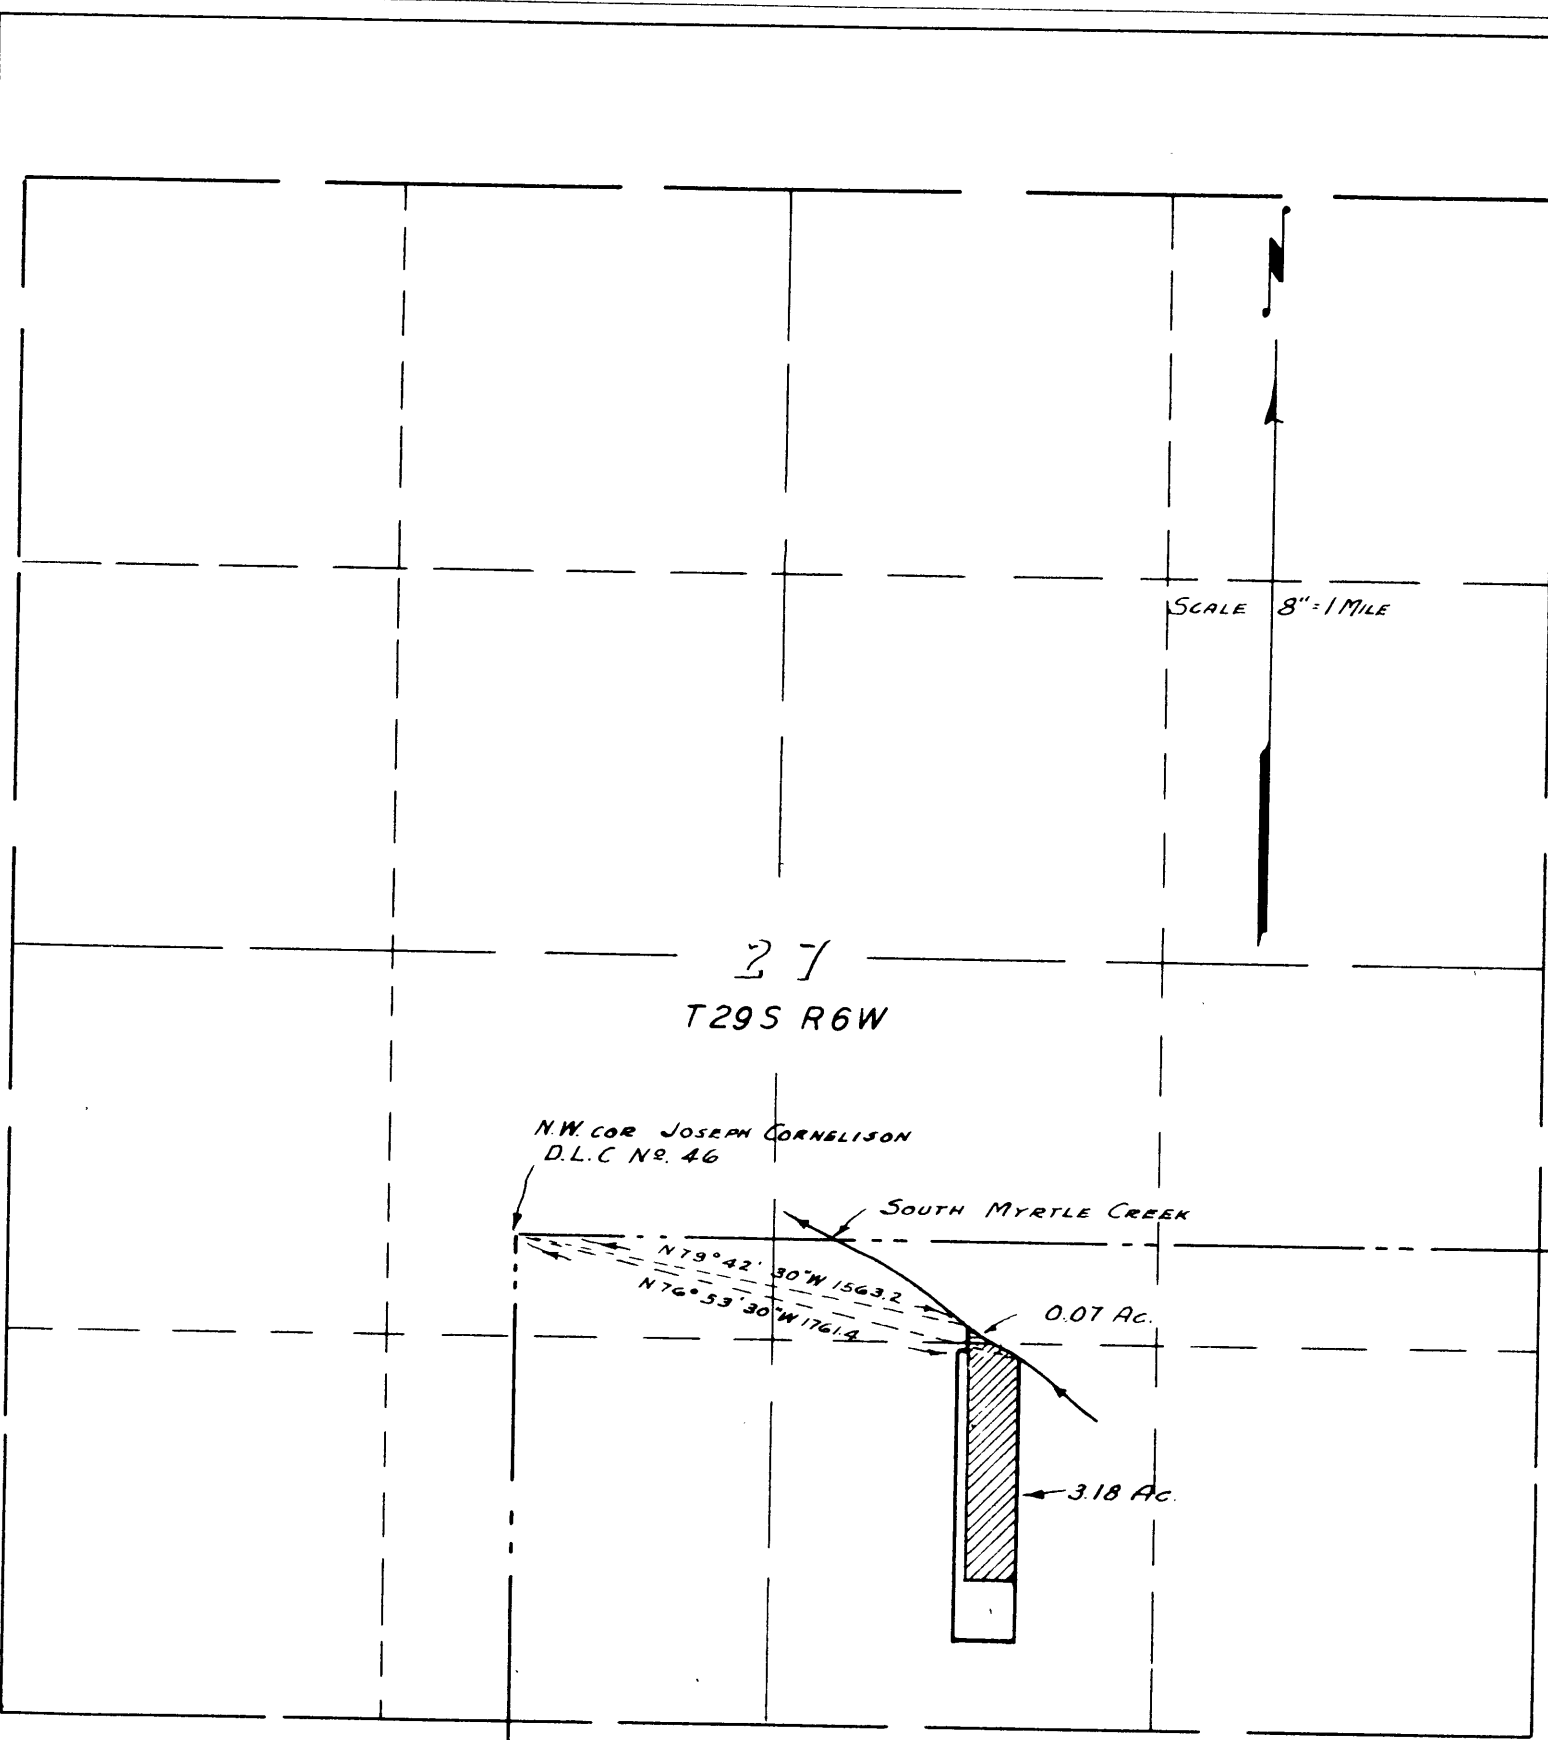 N
SCALE 8"=1 MILE
27
T29S R6W
N.W. COR JOSEPH CORNELISON
D.L.C Nº. 46
SOUTH MYRTLE CREEK
N79°42'30"W 1563.2
N76°53'30"W 1761.4
0.07 AC.
3.18 AC.